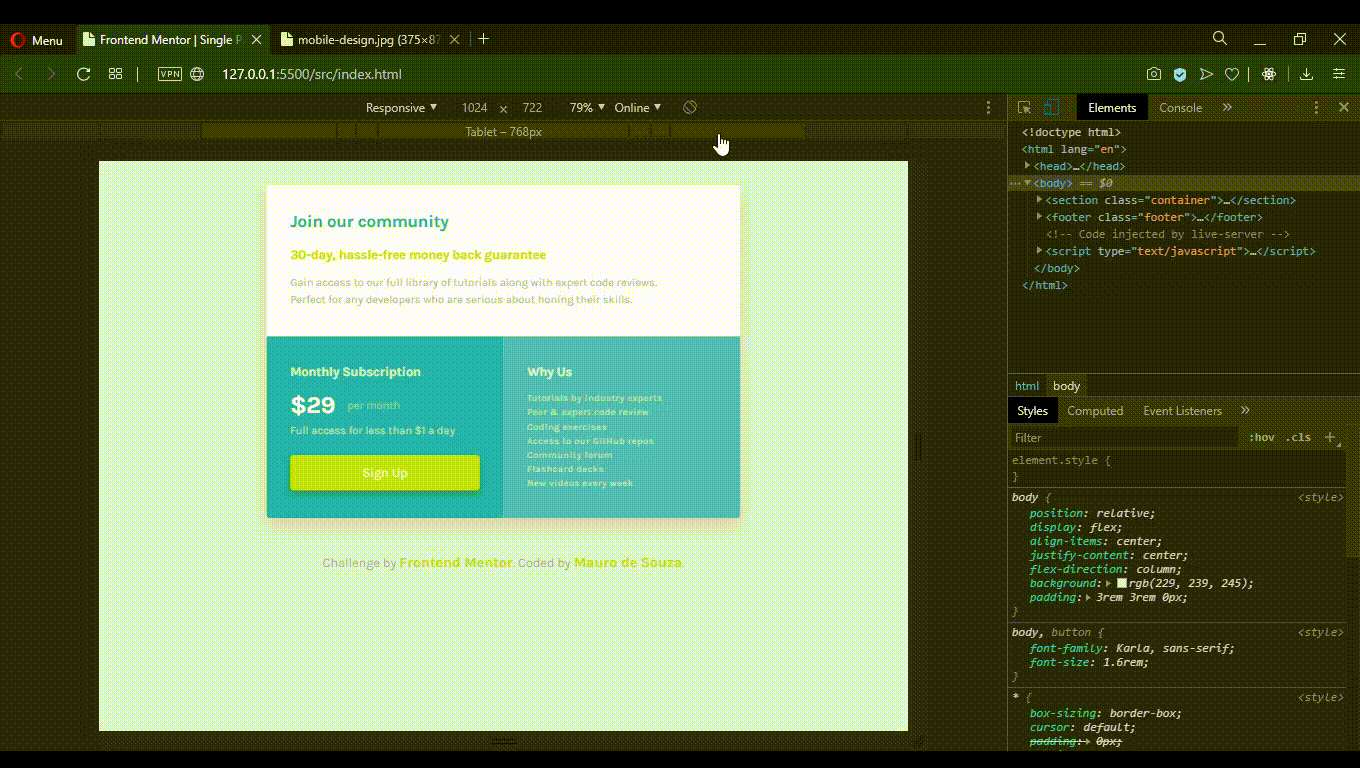 Menu
Frontend Mentor | Single P
mobile-design.jpg (375×87
VPN
127.0.0.1:5500/src/index.html
Responsive ▼ 1024 × 722 79% ▼ Online ▼
Tablet – 768px
Join our community
30-day, hassle-free money back guarantee
Gain access to our full library of tutorials along with expert code reviews.
Perfect for any developers who are serious about honing their skills.
Monthly Subscription
$29 per month
Full access for less than $1 a day
Sign Up
Why Us
Tutorials by industry experts
Peer & expert code review
Coding exercises
Access to our GitHub repos
Community forum
Flashcard decks
New videos every week
Challenge by Frontend Mentor. Coded by Mauro de Souza.
Elements Console »
<!doctype html>
<html lang="en">
<head>…</head>
<body> == $0
<section class="container">…</section>
<footer class="footer">…</footer>
<!-- Code injected by live-server -->
<script type="text/javascript">…</script>
</body>
</html>
html body
Styles Computed Event Listeners »
Filter :hov .cls +
element.style {
}
body { <style>
position: relative;
display: flex;
align-items: center;
justify-content: center;
flex-direction: column;
background: rgb(229, 239, 245);
padding: 3rem 3rem 0px;
}
body, button { <style>
font-family: Karla, sans-serif;
font-size: 1.6rem;
}
* { <style>
box-sizing: border-box;
cursor: default;
padding: 0px;